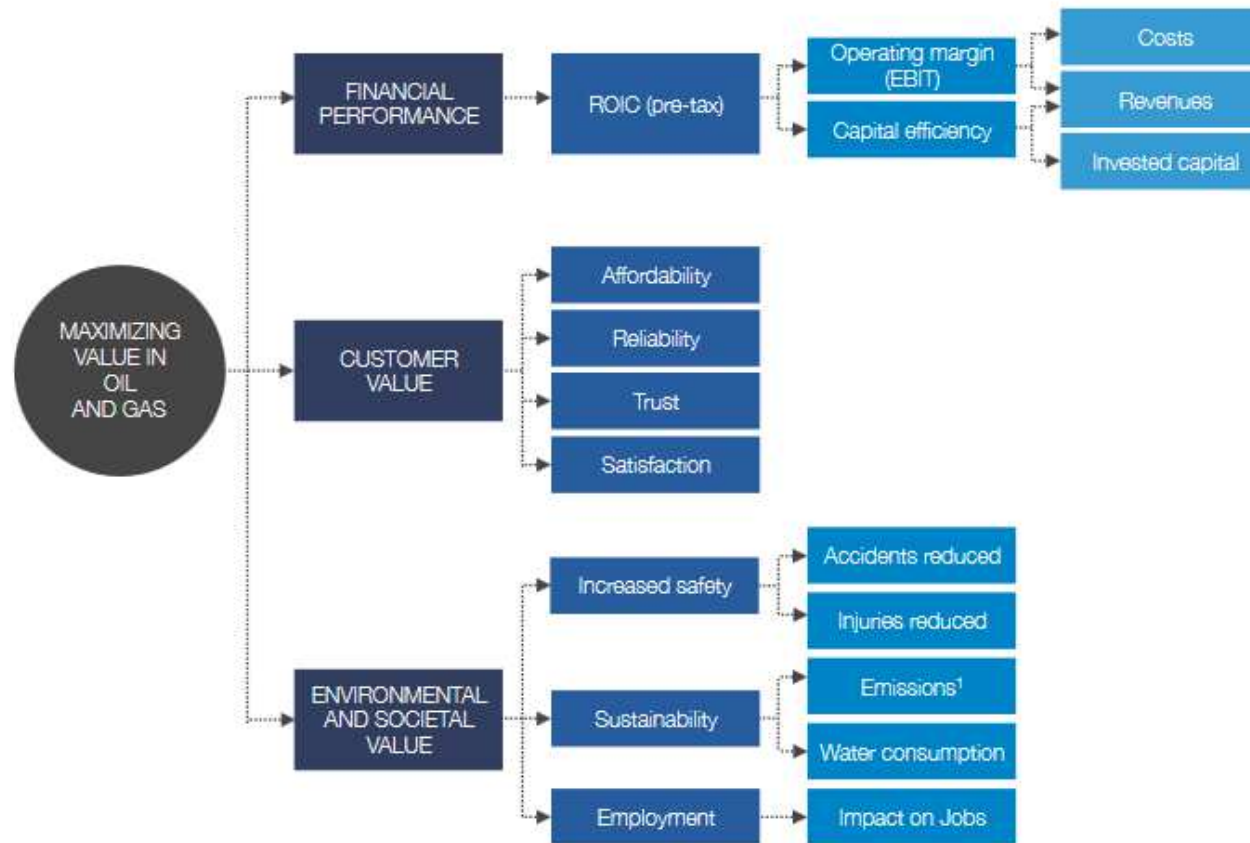 MAXIMIZING
VALUE IN
OIL
AND GAS
FINANCIAL
PERFORMANCE
ROIC (pre-tax)
Operating margin
(EBIT)
Capital efficiency
Costs
Revenues
Invested capital
CUSTOMER
VALUE
Affordability
Reliability
Trust
Satisfaction
ENVIRONMENTAL
AND SOCIETAL
VALUE
Increased safety
Accidents reduced
Injuries reduced
Sustainability
Emissions¹
Water consumption
Employment
Impact on Jobs